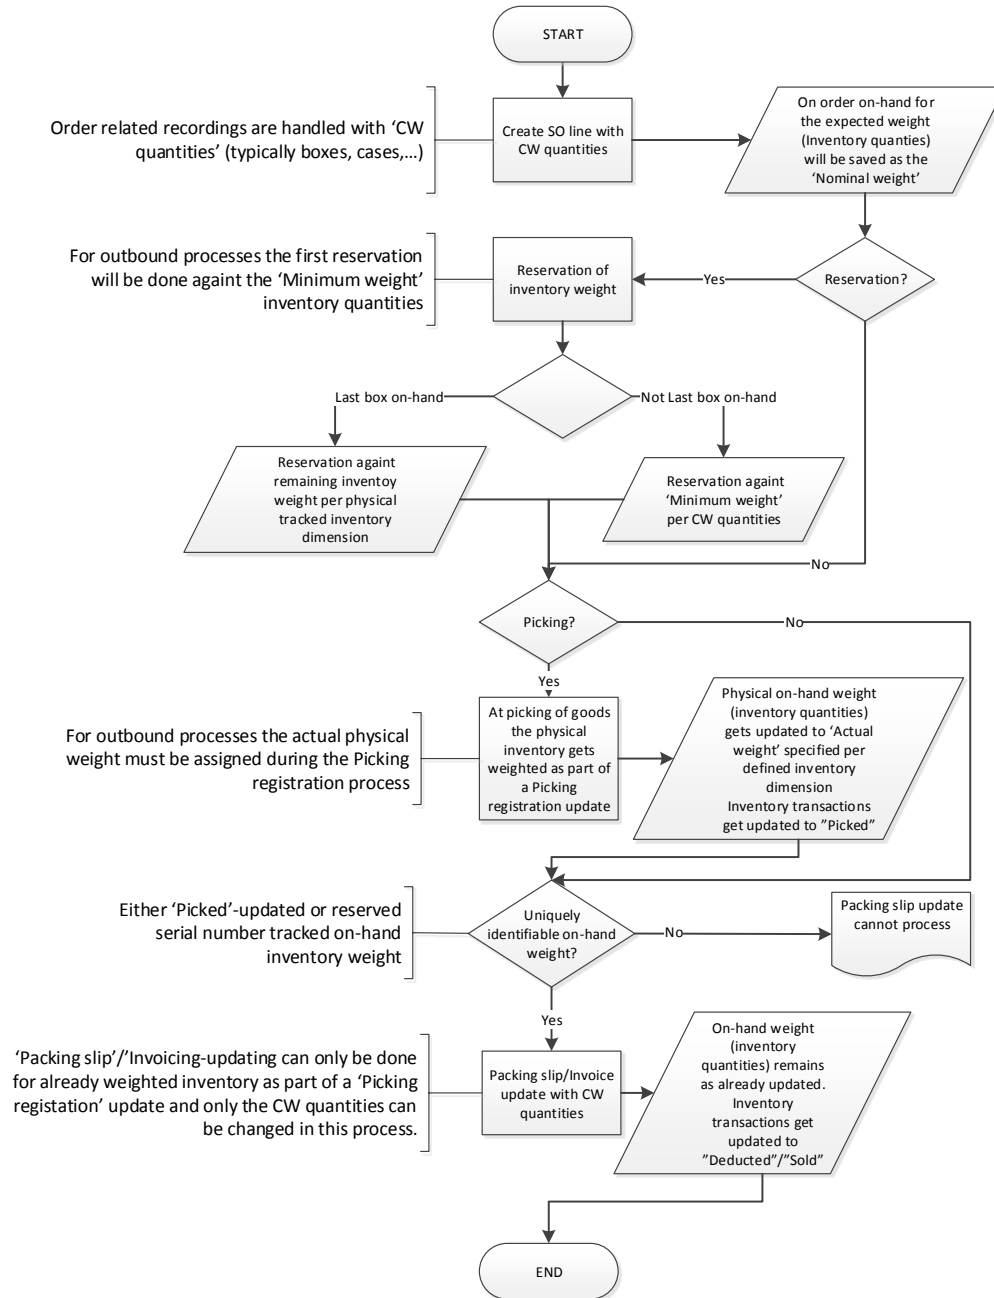 START
Order related recordings are handled with ‘CW
quantities’ (typically boxes, cases,…)
Create SO line with
CW quantities
On order on-hand for
the expected weight
(Inventory quanties)
will be saved as the
‘Nominal weight’
For outbound processes the first reservation
will be done againt the ‘Minimum weight’
inventory quantities
Reservation of
inventory weight
Yes
Reservation?
Last box on-hand
Not Last box on-hand
Reservation againt
remaining inventoy
weight per physical
tracked inventory
dimension
Reservation againt
‘Minimum weight’
per CW quantities
No
Picking?
No
Yes
For outbound processes the actual physical
weight must be assigned during the Picking
registration process
At picking of goods
the physical
inventory gets
weighted as part of
a Picking
registration update
Physical on-hand weight
(inventory quantities)
gets updated to ‘Actual
weight’ specified per
defined inventory
dimension
Inventory transactions
get updated to ”Picked”
Either ‘Picked’-updated or reserved
serial number tracked on-hand
inventory weight
Uniquely
identifiable on-hand
weight?
No
Packing slip update
cannot process
Yes
‘Packing slip’/’Invoicing-updating can only be done
for already weighted inventory as part of a ‘Picking
registation’ update and only the CW quantities can
be changed in this process.
Packing slip/Invoice
update with CW
quantities
On-hand weight
(inventory
quantities) remains
as already updated.
Inventory
transactions get
updated to
”Deducted”/”Sold”
END